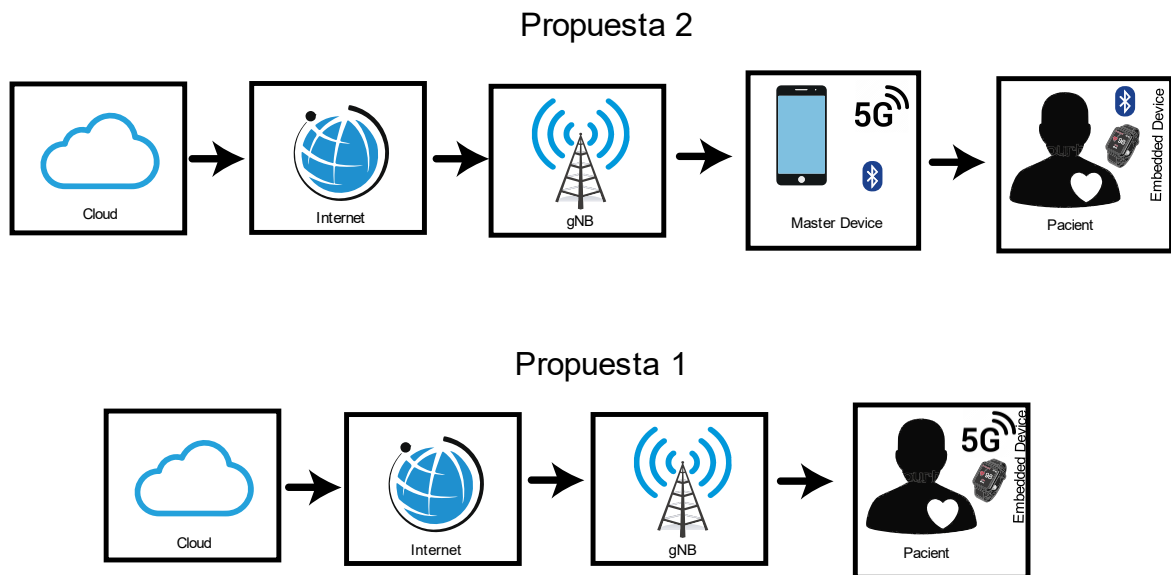 Propuesta 2
Cloud
Internet
gNB
5G
Master Device
Pacient
Embedded Device
Propuesta 1
Cloud
Internet
gNB
5G
Pacient
Embedded Device